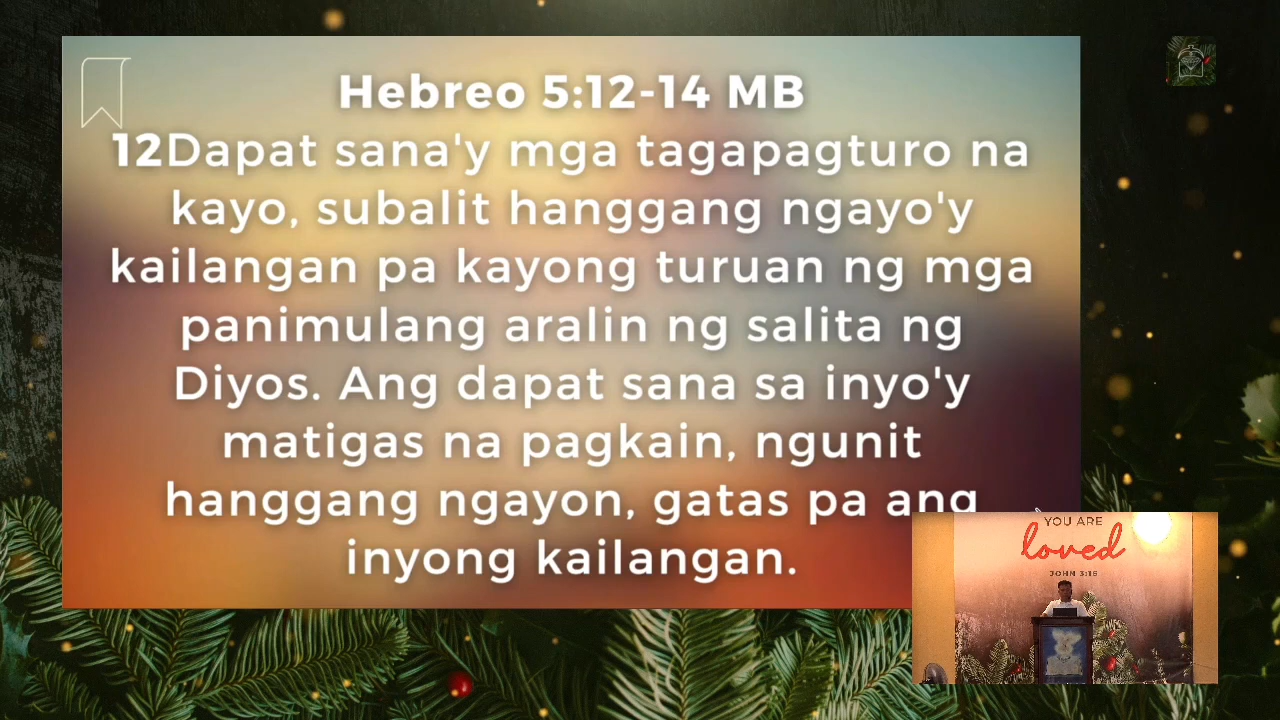 Hebreo 5:12-14 MB
12Dapat sana'y mga tagapagturo na
kayo, subalit hanggang ngayo'y
kailangan pa kayong turuan ng mga
panimulang aralin ng salita ng
Diyos. Ang dapat sana sa inyo'y
matigas na pagkain, ngunit
hanggang ngayon, gatas pa ang
inyong kailangan.
YOU ARE
loved
JOHN 3:16